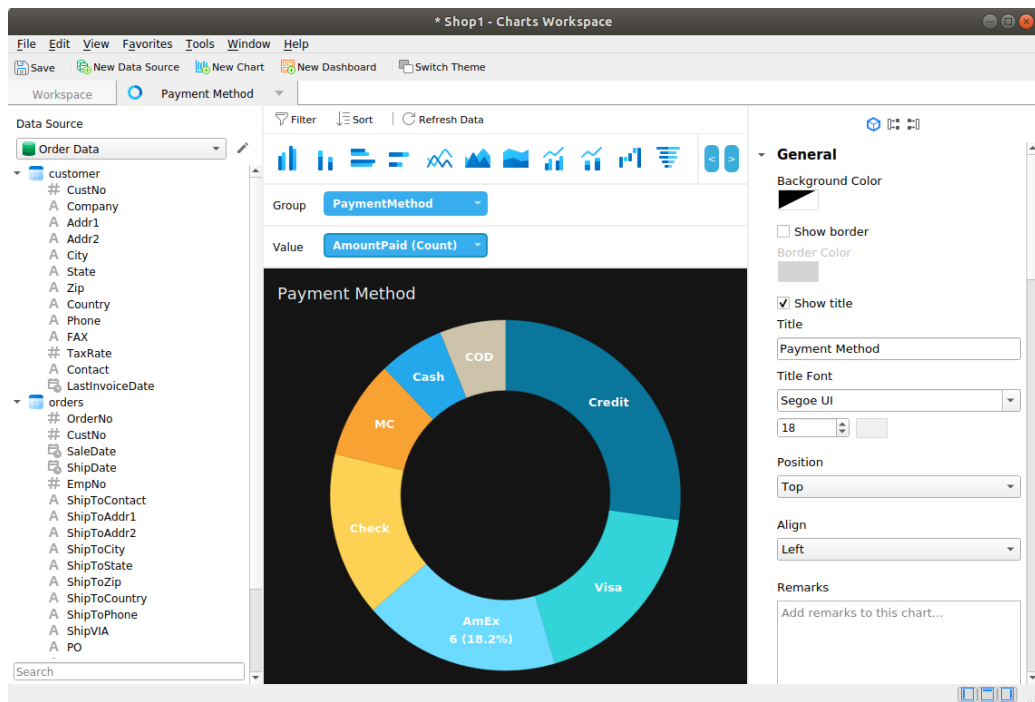 * Shop1 - Charts Workspace
File Edit View Favorites Tools Window Help
Save New Data Source New Chart New Dashboard Switch Theme
Workspace Payment Method
Data Source
Order Data
customer
# CustNo
A Company
A Addr1
A Addr2
A City
A State
A Zip
A Country
A Phone
A FAX
# TaxRate
A Contact
LastInvoiceDate
orders
# OrderNo
# CustNo
SaleDate
ShipDate
# EmpNo
A ShipToContact
A ShipToAddr1
A ShipToAddr2
A ShipToCity
A ShipToState
A ShipToZip
A ShipToCountry
A ShipToPhone
A ShipVIA
A PO
Search
Filter Sort Refresh Data
< >
Group PaymentMethod
Value AmountPaid (Count)
Payment Method
COD
Cash
Credit
MC
Check
Visa
AmEx
6 (18.2%)
General
Background Color
Show border
Border Color
Show title
Title
Payment Method
Title Font
Segoe UI
18
Position
Top
Align
Left
Remarks
Add remarks to this chart...